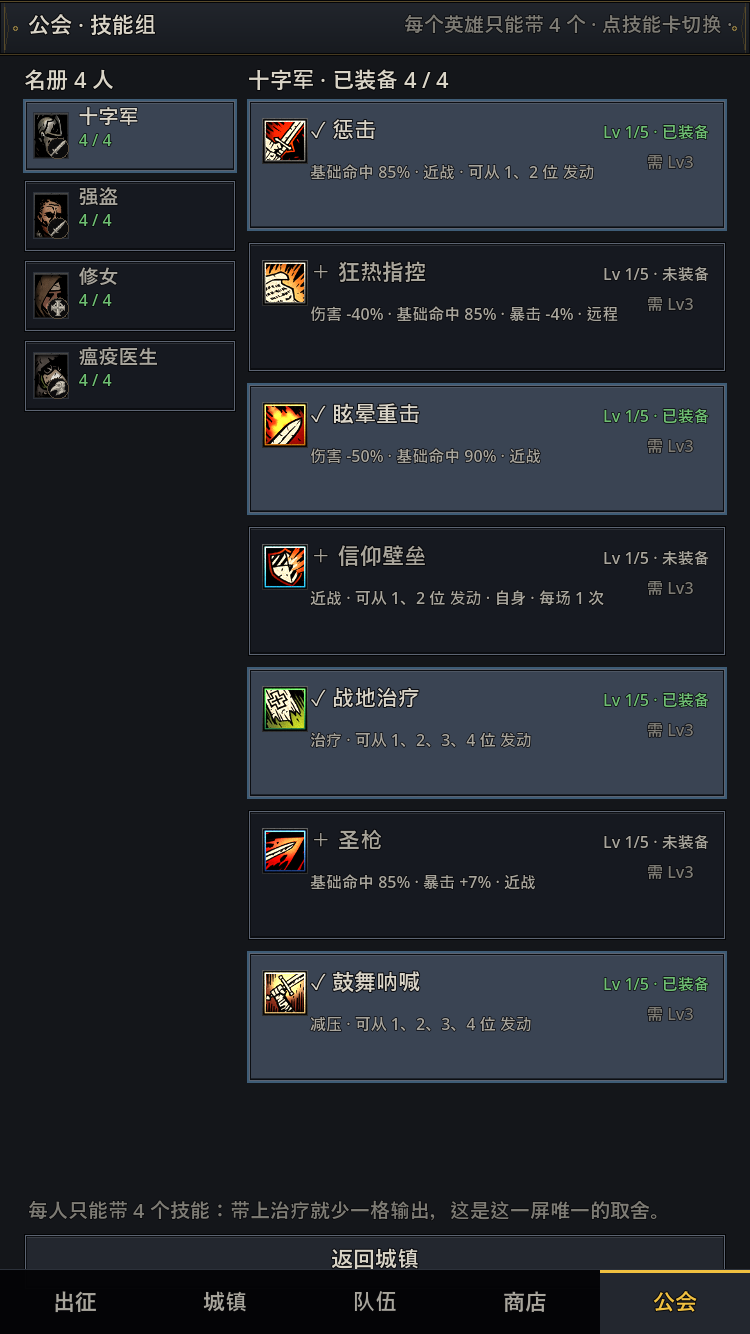 公会 · 技能组
每个英雄只能带 4 个 · 点技能卡切换 ·
名册 4 人
十字军 · 已装备 4 / 4
十字军
4 / 4
强盗
4 / 4
修女
4 / 4
瘟疫医生
4 / 4
✓ 惩击
Lv 1/5 · 已装备
需 Lv3
基础命中 85% · 近战 · 可从 1、2 位 发动
＋ 狂热指控
Lv 1/5 · 未装备
需 Lv3
伤害 -40% · 基础命中 85% · 暴击 -4% · 远程
✓ 眩晕重击
Lv 1/5 · 已装备
需 Lv3
伤害 -50% · 基础命中 90% · 近战
＋ 信仰壁垒
Lv 1/5 · 未装备
需 Lv3
近战 · 可从 1、2 位 发动 · 自身 · 每场 1 次
✓ 战地治疗
Lv 1/5 · 已装备
需 Lv3
治疗 · 可从 1、2、3、4 位 发动
＋ 圣枪
Lv 1/5 · 未装备
需 Lv3
基础命中 85% · 暴击 +7% · 近战
✓ 鼓舞呐喊
Lv 1/5 · 已装备
需 Lv3
减压 · 可从 1、2、3、4 位 发动
每人只能带 4 个技能：带上治疗就少一格输出，这是这一屏唯一的取舍。
返回城镇
出征
城镇
队伍
商店
公会